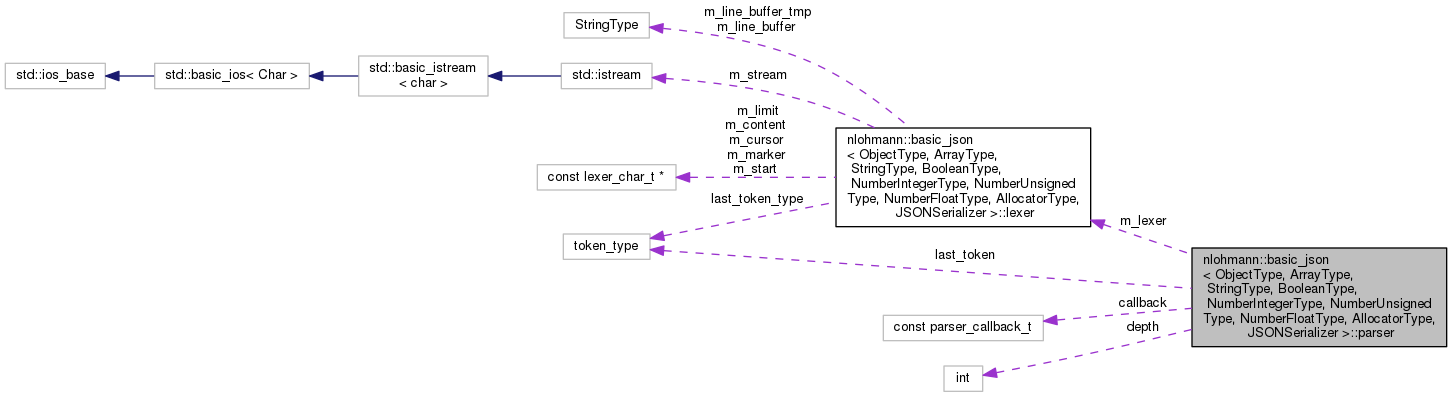 m_line_buffer_tmp
m_line_buffer
StringType
std::ios_base
std::basic_ios< Char >
std::basic_istream
< char >
std::istream
m_stream
m_limit
m_content
m_cursor
m_marker
m_start
const lexer_char_t *
nlohmann::basic_json
< ObjectType, ArrayType,
StringType, BooleanType,
NumberIntegerType, NumberUnsigned
Type, NumberFloatType, AllocatorType,
JSONSerializer >::lexer
last_token_type
token_type
m_lexer
last_token
nlohmann::basic_json
< ObjectType, ArrayType,
StringType, BooleanType,
NumberIntegerType, NumberUnsigned
Type, NumberFloatType, AllocatorType,
JSONSerializer >::parser
callback
const parser_callback_t
depth
int